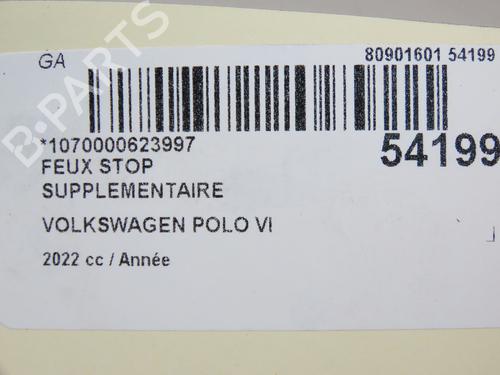 GA
80901601 54199
*1070000623997
54199
FEUX STOP
SUPPLEMENTAIRE
VOLKSWAGEN POLO VI
2022 cc / Année
B-PARTS